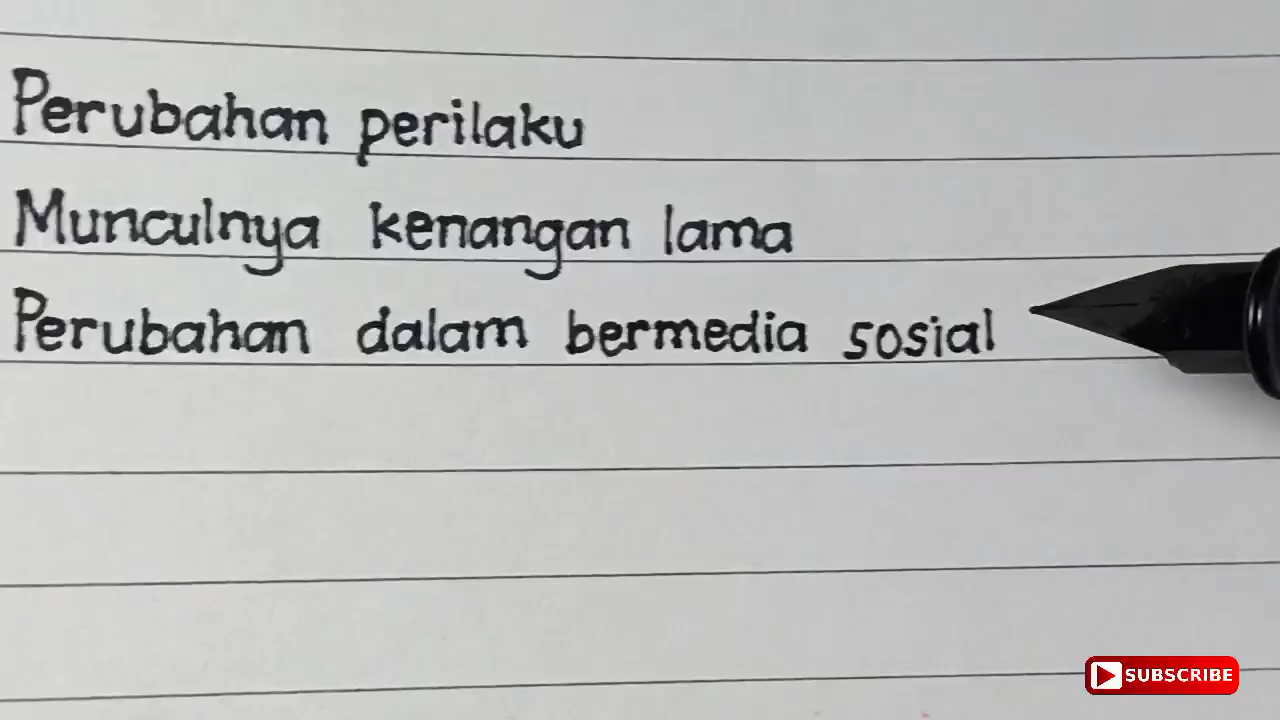 Perubahan perilaku
Munculnya kenangan lama
Perubahan dalam bermedia sosial
SUBSCRIBE